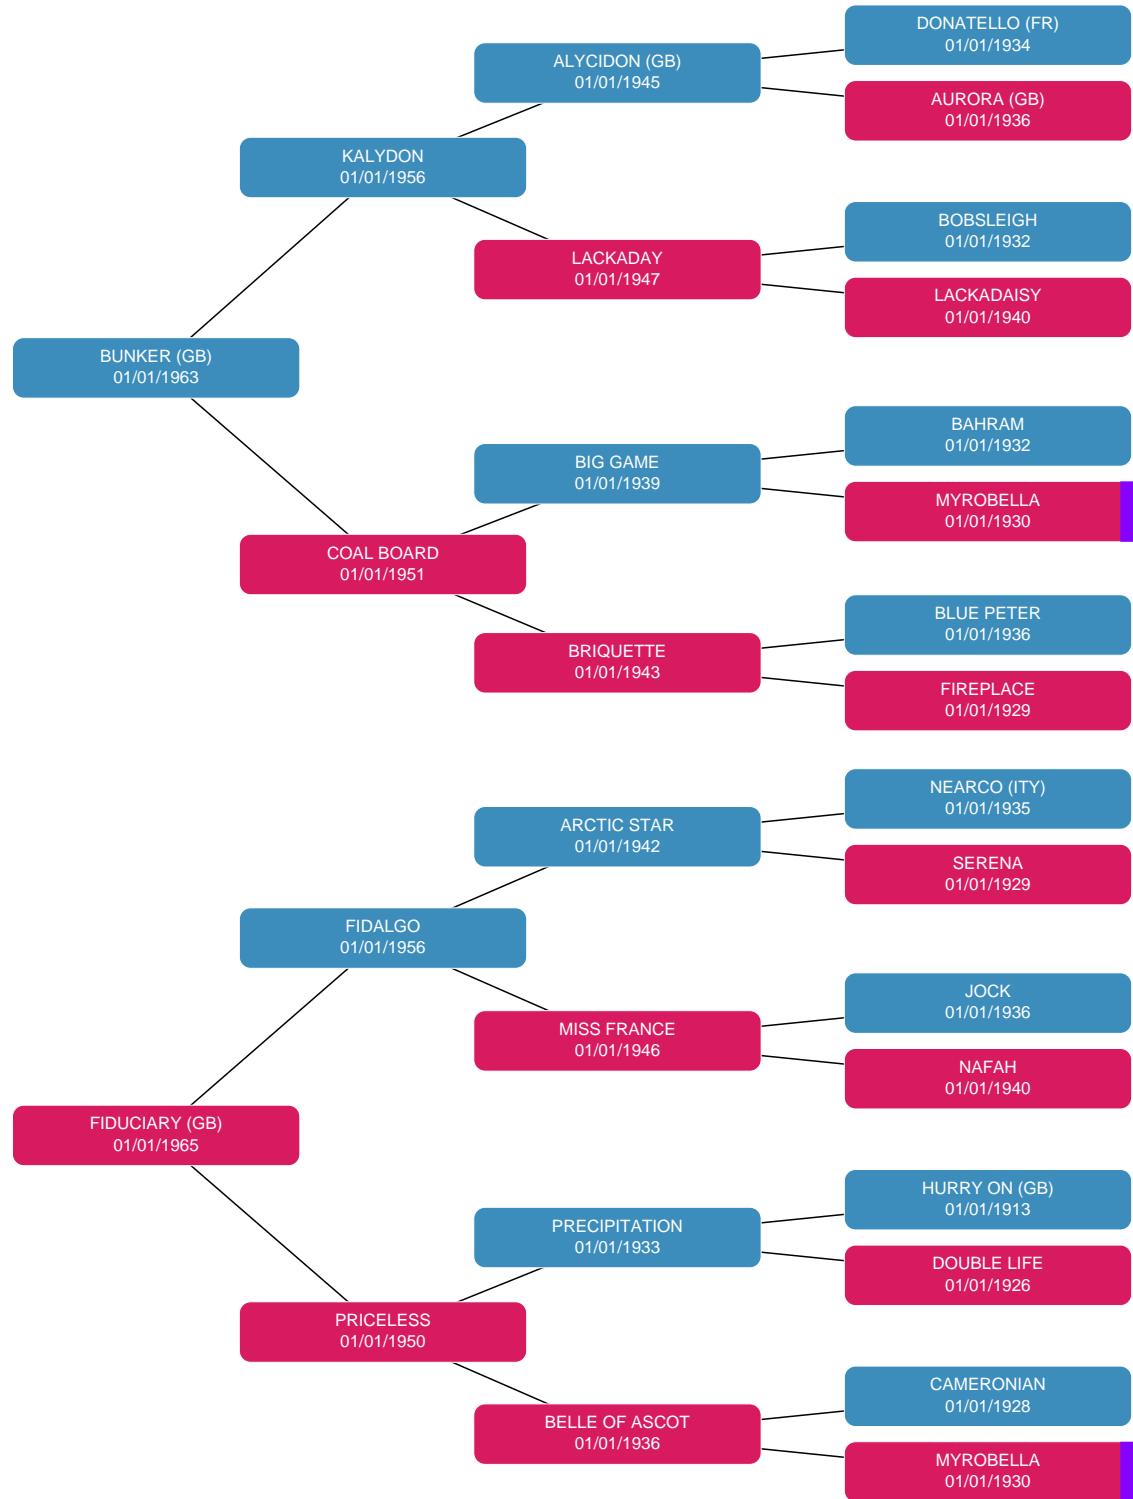 DONATELLO (FR)
01/01/1934
ALYCIDON (GB)
01/01/1945
AURORA (GB)
01/01/1936
KALYDON
01/01/1956
BOBSLEIGH
01/01/1932
LACKADAY
01/01/1947
LACKADAISY
01/01/1940
BUNKER (GB)
01/01/1963
BAHRAM
01/01/1932
BIG GAME
01/01/1939
MYROBELLA
01/01/1930
COAL BOARD
01/01/1951
BLUE PETER
01/01/1936
BRIQUETTE
01/01/1943
FIREPLACE
01/01/1929
NEARCO (ITY)
01/01/1935
ARCTIC STAR
01/01/1942
SERENA
01/01/1929
FIDALGO
01/01/1956
JOCK
01/01/1936
MISS FRANCE
01/01/1946
NAFAH
01/01/1940
FIDUCIARY (GB)
01/01/1965
HURRY ON (GB)
01/01/1913
PRECIPITATION
01/01/1933
DOUBLE LIFE
01/01/1926
PRICELESS
01/01/1950
CAMERONIAN
01/01/1928
BELLE OF ASCOT
01/01/1936
MYROBELLA
01/01/1930